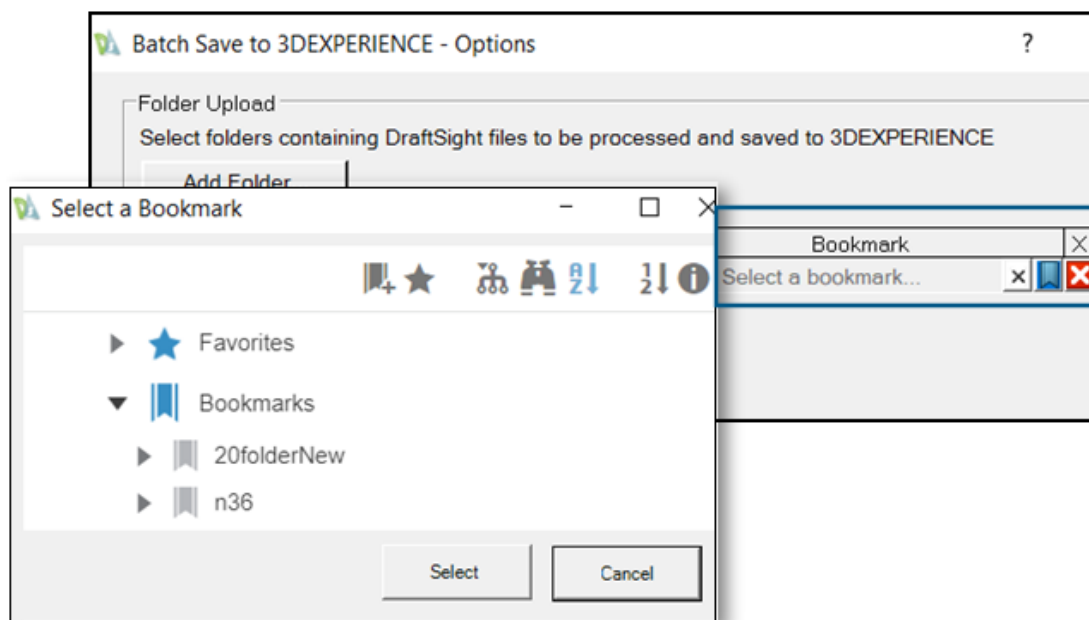 Batch Save to 3DEXPERIENCE - Options
?
Folder Upload
Select folders containing DraftSight files to be processed and saved to 3DEXPERIENCE
Add Folder
Select a Bookmark
Bookmark
Select a bookmark...
Favorites
Bookmarks
20folderNew
n36
Select
Cancel